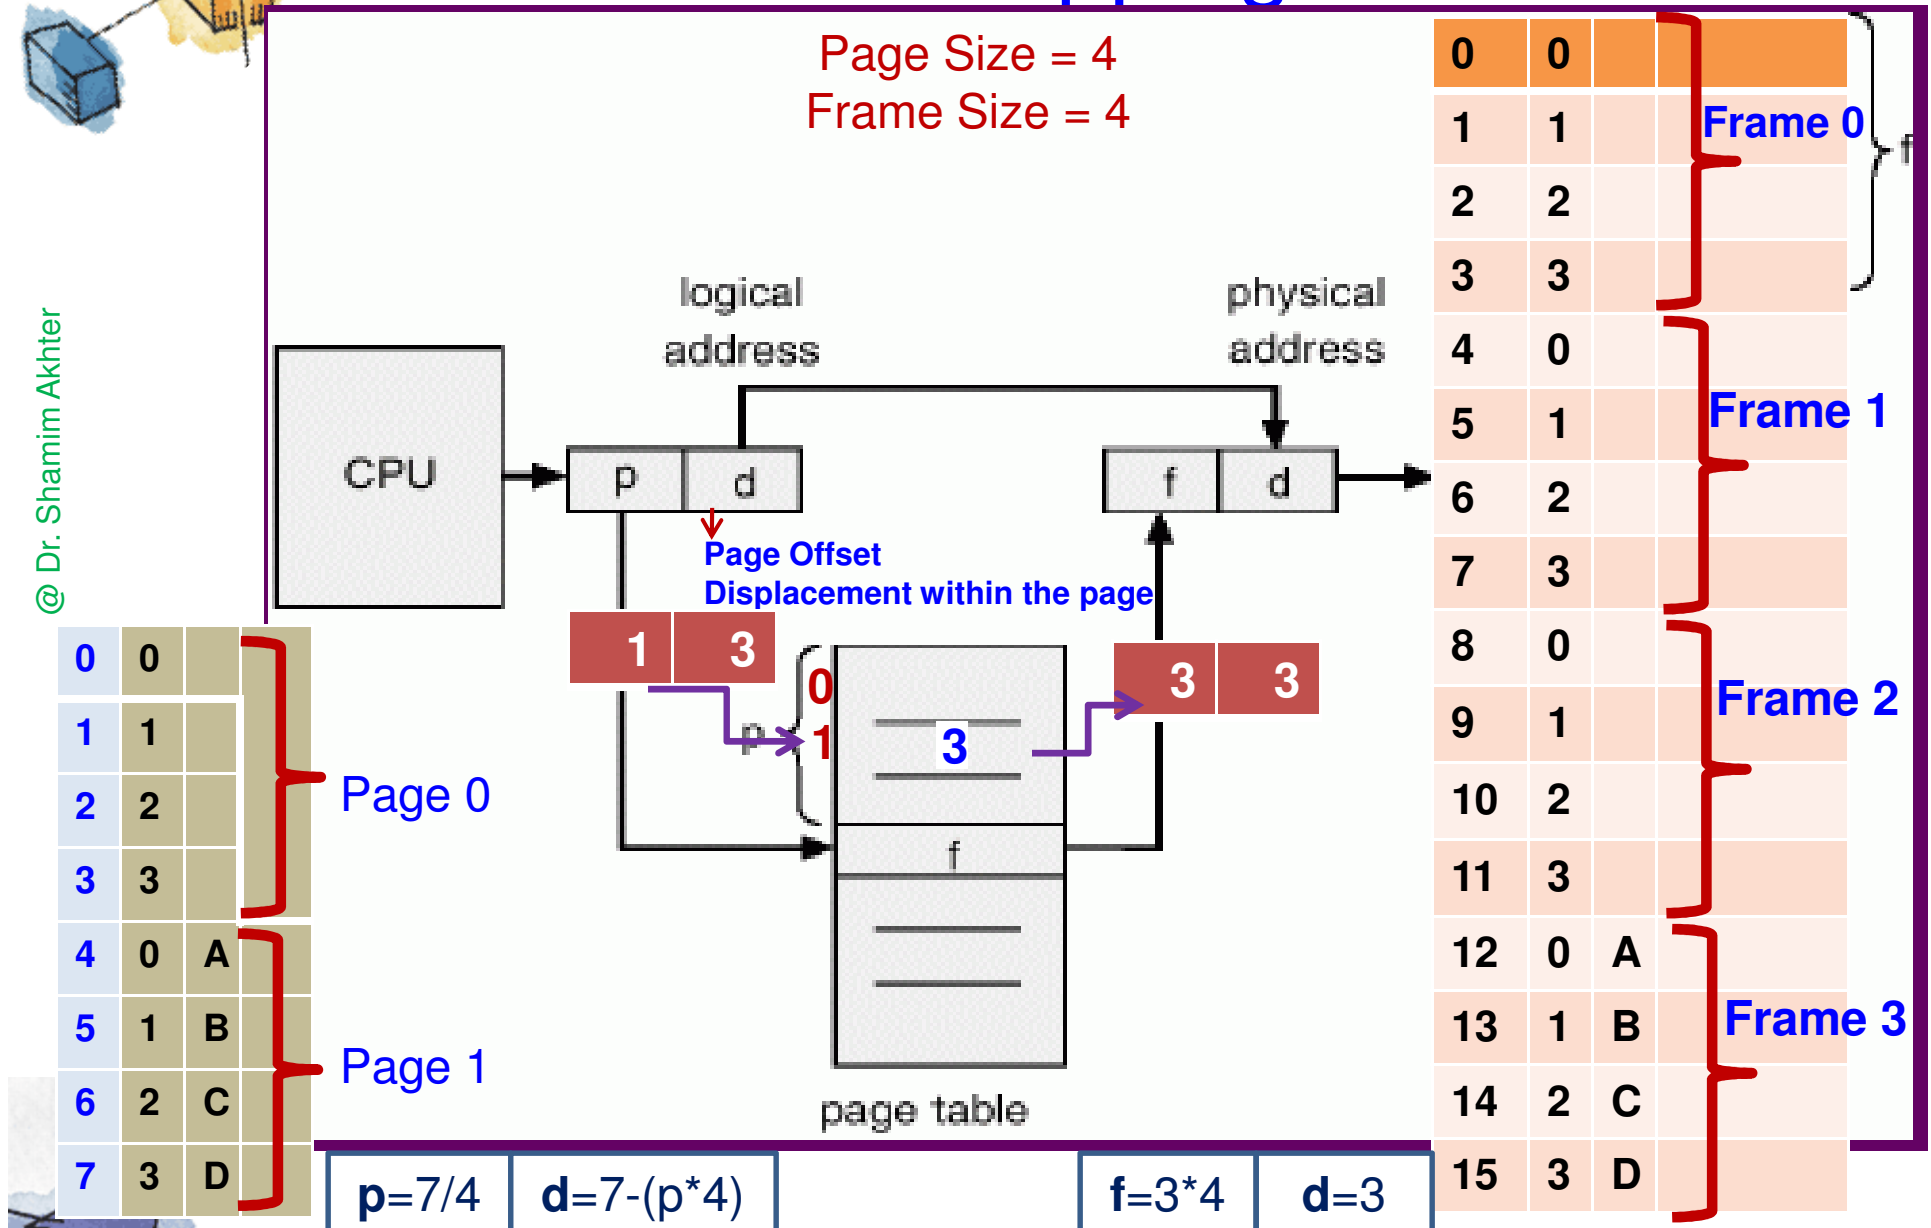 Page Size = 4
Frame Size = 4
logical
address
physical
address
CPU
p d
f d
Page Offset
Displacement within the page
1 3
3 3
0
1
p
3
f
page table
@ Dr. Shamim Akhter
0 0
1 1
2 2
3 3
4 0 A
5 1 B
6 2 C
7 3 D
Page 0
Page 1
0 0
1 1
2 2
3 3
4 0
5 1
6 2
7 3
8 0
9 1
10 2
11 3
12 0 A
13 1 B
14 2 C
15 3 D
Frame 0
f
Frame 1
Frame 2
Frame 3
p=7/4 d=7-(p*4)
f=3*4 d=3